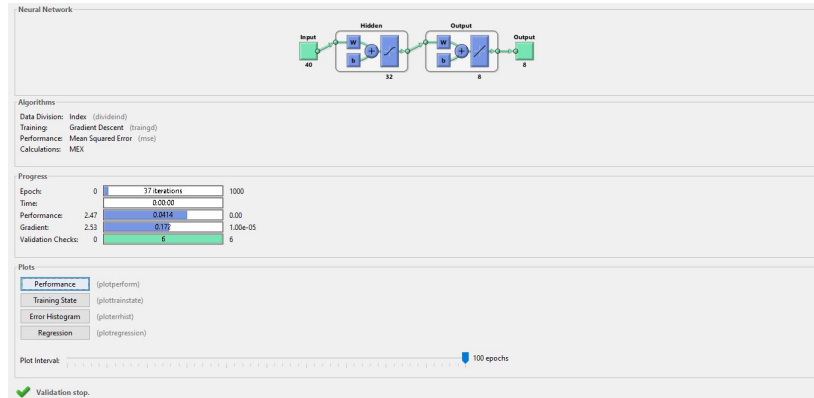 Neural Network
Hidden Output
Input Output
W W
b b
40 8
32 8
Algorithms
Data Division: Index (divideind)
Training: Gradient Descent (traingd)
Performance: Mean Squared Error (mse)
Calculations: MEX
Progress
Epoch: 0 37 iterations 1000
Time: 0:00:00
Performance: 2.47 0.0414 0.00
Gradient: 2.53 0.177 1.00e-05
Validation Checks: 0 6 6
Plots
Performance (plotperform)
Training State (plottrainstate)
Error Histogram (ploterrhist)
Regression (plotregression)
Plot Interval: 100 epochs
Validation stop.